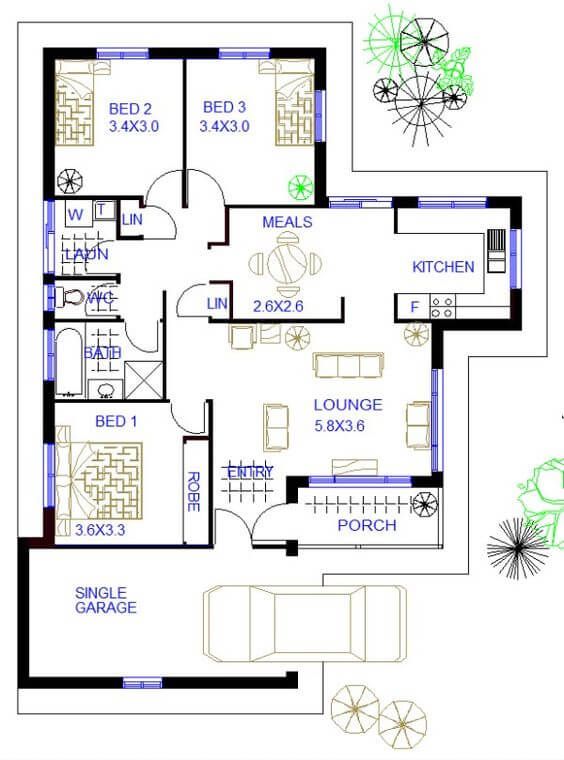 BED 2
3.4X3.0
BED 3
3.4X3.0
W
T
LIN
MEALS
LAUN
KITCHEN
WC
LIN
2.6X2.6
F
BATH
LOUNGE
5.8X3.6
BED 1
ROBE
ENTRY
3.6X3.3
PORCH
SINGLE
GARAGE